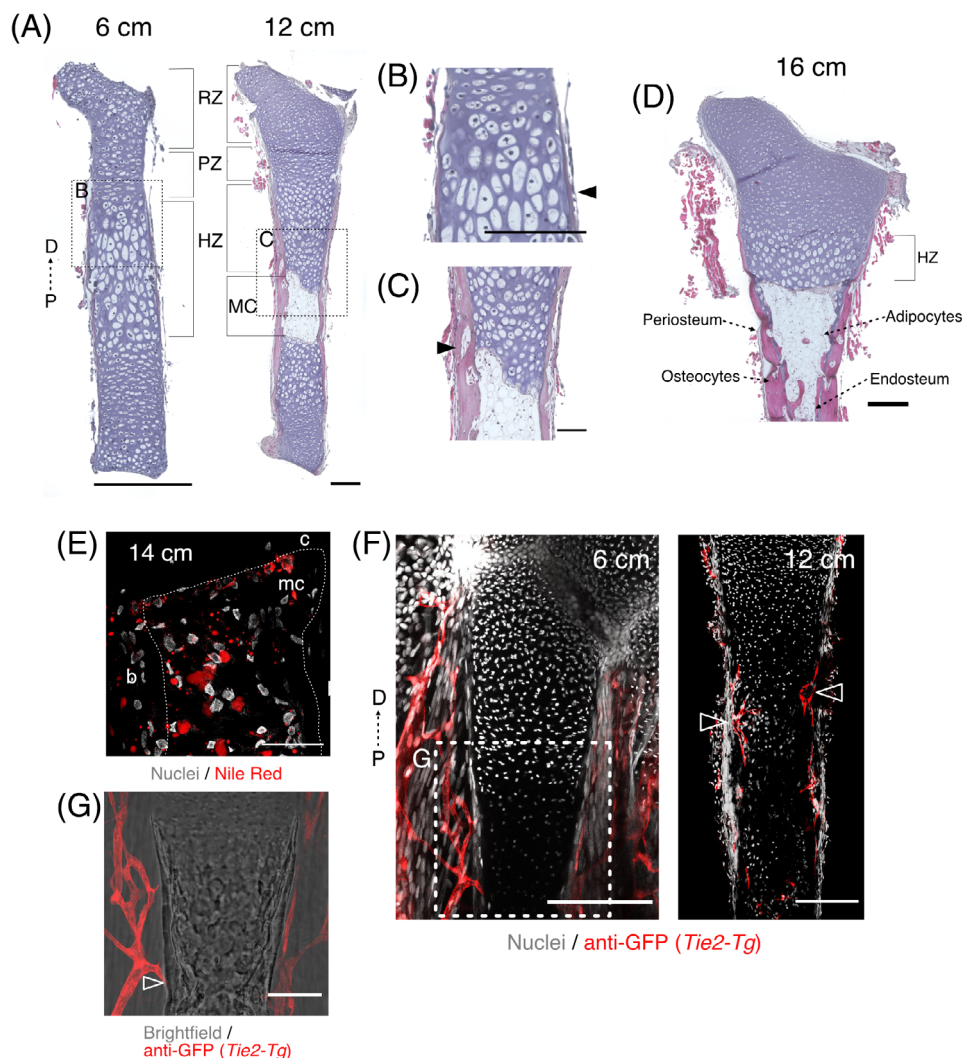 (A)
6 cm
12 cm
RZ
PZ
HZ
MC
B
C
D
P
(B)
(C)
16 cm
(D)
HZ
Periosteum
Adipocytes
Osteocytes
Endosteum
(E)
14 cm
c
mc
b
Nuclei / Nile Red
(F)
6 cm
12 cm
D
P
G
Nuclei / anti-GFP (Tie2-Tg)
(G)
Brightfield /
anti-GFP (Tie2-Tg)